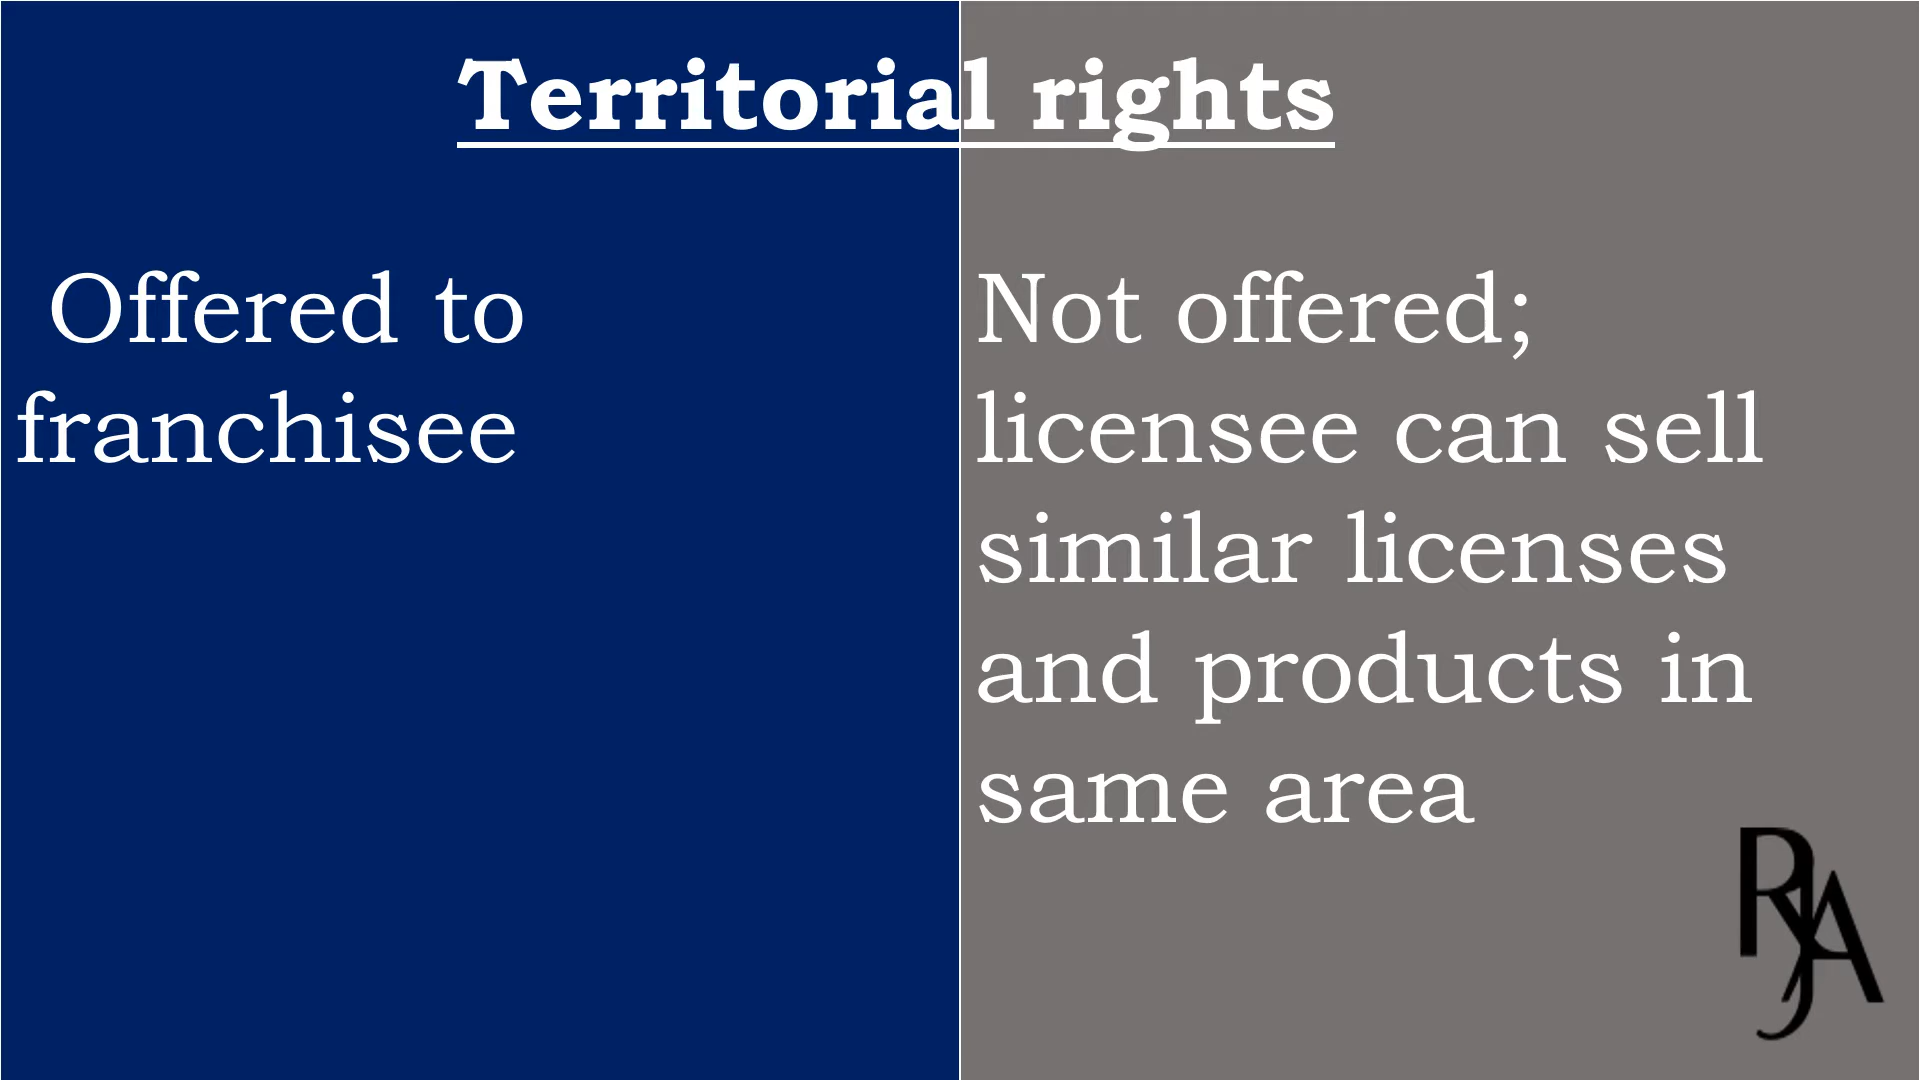 Territorial rights
Offered to
franchisee
Not offered;
licensee can sell
similar licenses
and products in
same area
RJA